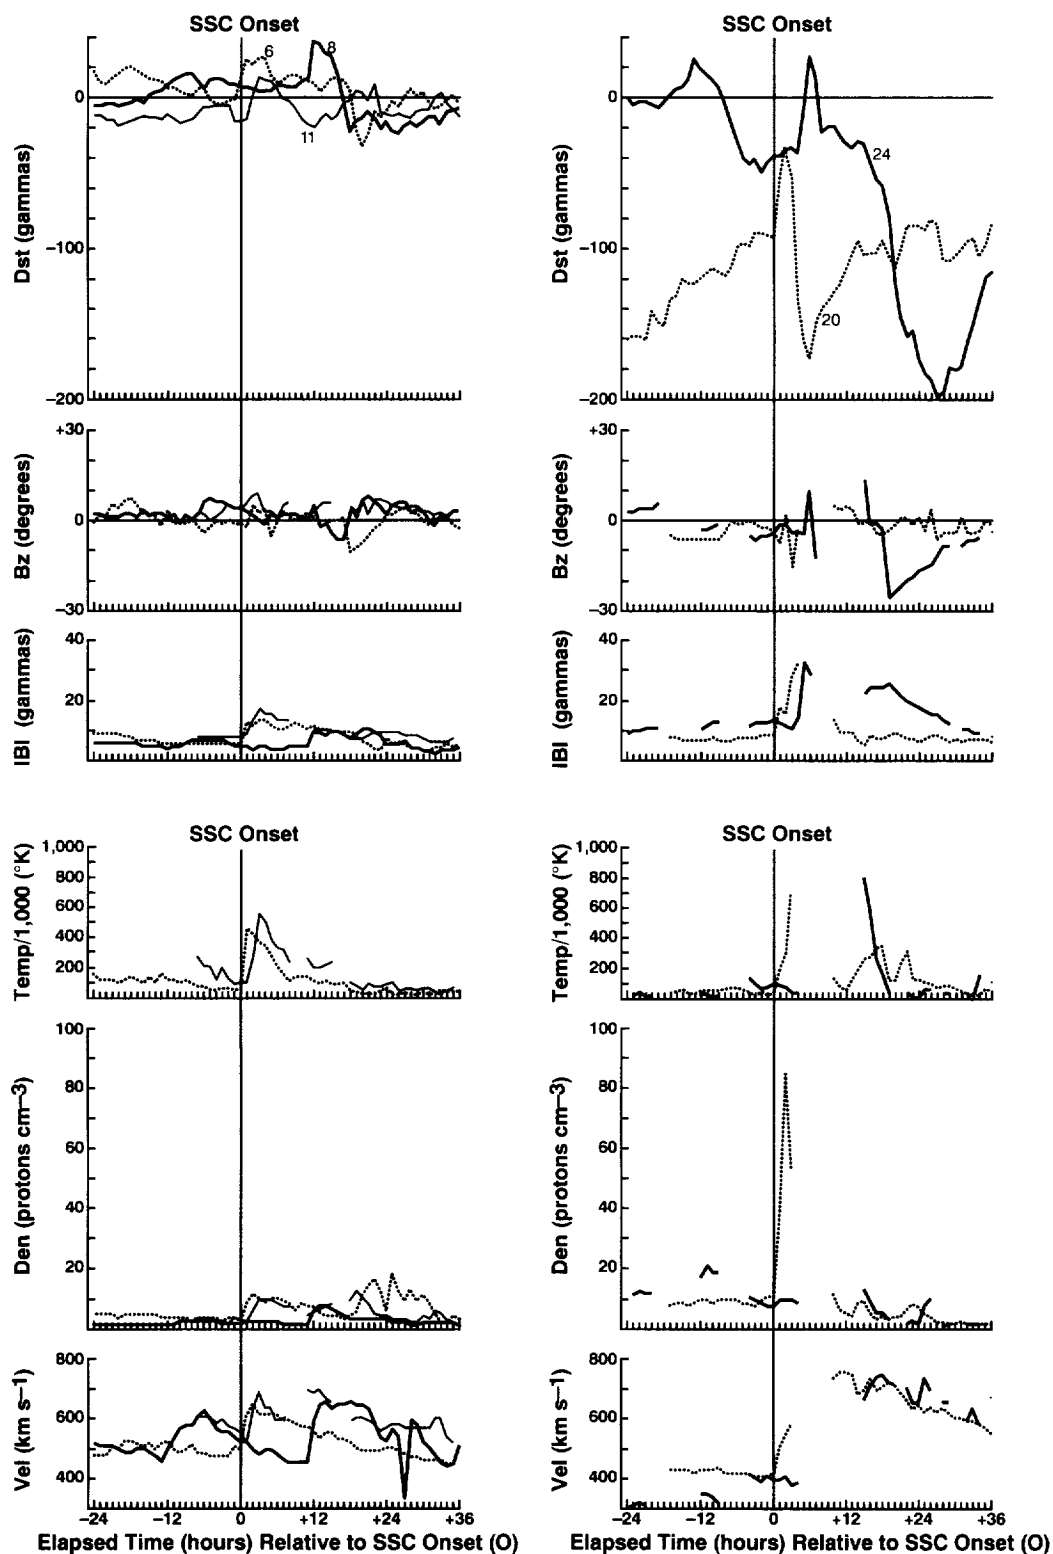 SSC Onset
SSC Onset
Dst (gammas)
0
−100
−200
6
8
11
Dst (gammas)
0
−100
−200
24
20
Bz (degrees)
+30
0
−30
Bz (degrees)
+30
0
−30
IBI (gammas)
40
20
IBI (gammas)
40
20
SSC Onset
SSC Onset
Temp/1,000 (°K)
1,000
800
600
400
200
Temp/1,000 (°K)
1,000
800
600
400
200
Den (protons cm−3)
100
80
60
40
20
Den (protons cm−3)
100
80
60
40
20
Vel (km s−1)
800
600
400
Vel (km s−1)
800
600
400
−24 −12 0 +12 +24 +36
−24 −12 0 +12 +24 +36
Elapsed Time (hours) Relative to SSC Onset (O)
Elapsed Time (hours) Relative to SSC Onset (O)